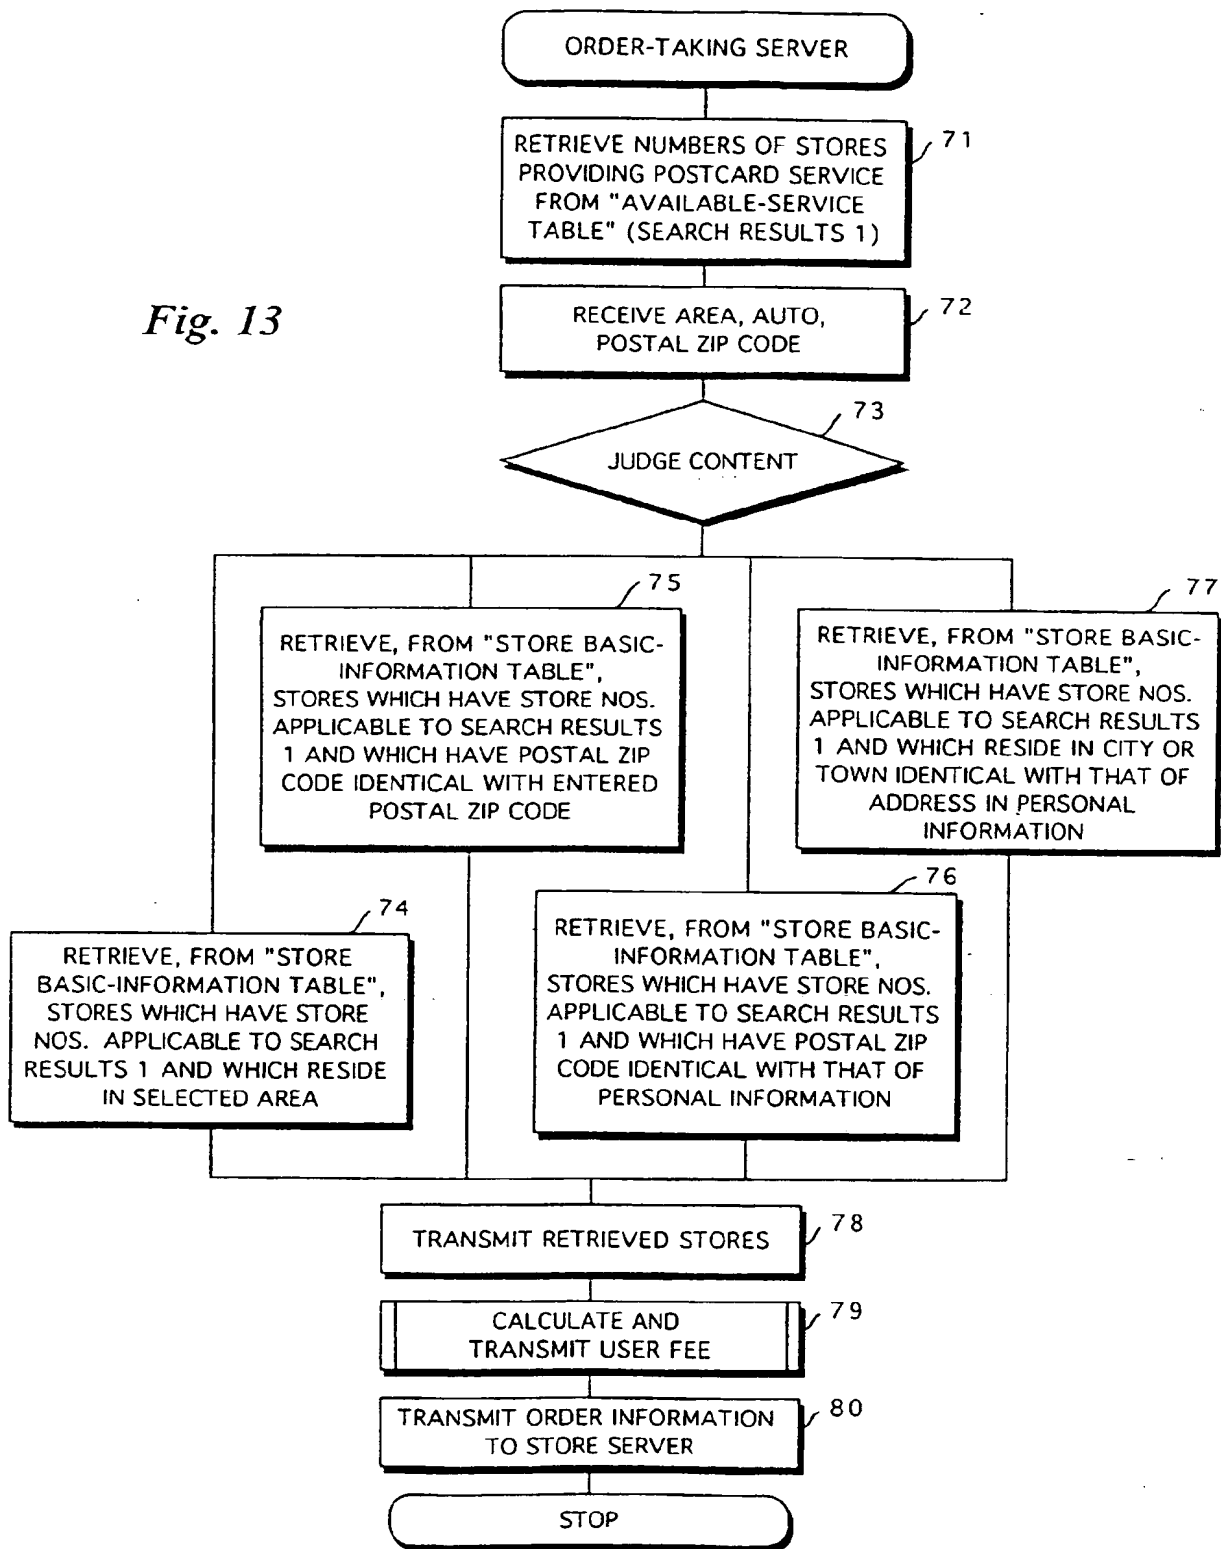 ORDER-TAKING SERVER
RETRIEVE NUMBERS OF STORES
PROVIDING POSTCARD SERVICE
FROM "AVAILABLE-SERVICE
TABLE" (SEARCH RESULTS 1)
71
Fig. 13
RECEIVE AREA, AUTO,
POSTAL ZIP CODE
72
JUDGE CONTENT
73
75
RETRIEVE, FROM "STORE BASIC-
INFORMATION TABLE",
STORES WHICH HAVE STORE NOS.
APPLICABLE TO SEARCH RESULTS
1 AND WHICH HAVE POSTAL ZIP
CODE IDENTICAL WITH ENTERED
POSTAL ZIP CODE
77
RETRIEVE, FROM "STORE BASIC-
INFORMATION TABLE",
STORES WHICH HAVE STORE NOS.
APPLICABLE TO SEARCH RESULTS
1 AND WHICH RESIDE IN CITY OR
TOWN IDENTICAL WITH THAT OF
ADDRESS IN PERSONAL
INFORMATION
74
RETRIEVE, FROM "STORE
BASIC-INFORMATION TABLE",
STORES WHICH HAVE STORE
NOS. APPLICABLE TO SEARCH
RESULTS 1 AND WHICH RESIDE
IN SELECTED AREA
76
RETRIEVE, FROM "STORE BASIC-
INFORMATION TABLE",
STORES WHICH HAVE STORE NOS.
APPLICABLE TO SEARCH RESULTS
1 AND WHICH HAVE POSTAL ZIP
CODE IDENTICAL WITH THAT OF
PERSONAL INFORMATION
TRANSMIT RETRIEVED STORES
78
CALCULATE AND
TRANSMIT USER FEE
79
TRANSMIT ORDER INFORMATION
TO STORE SERVER
80
STOP